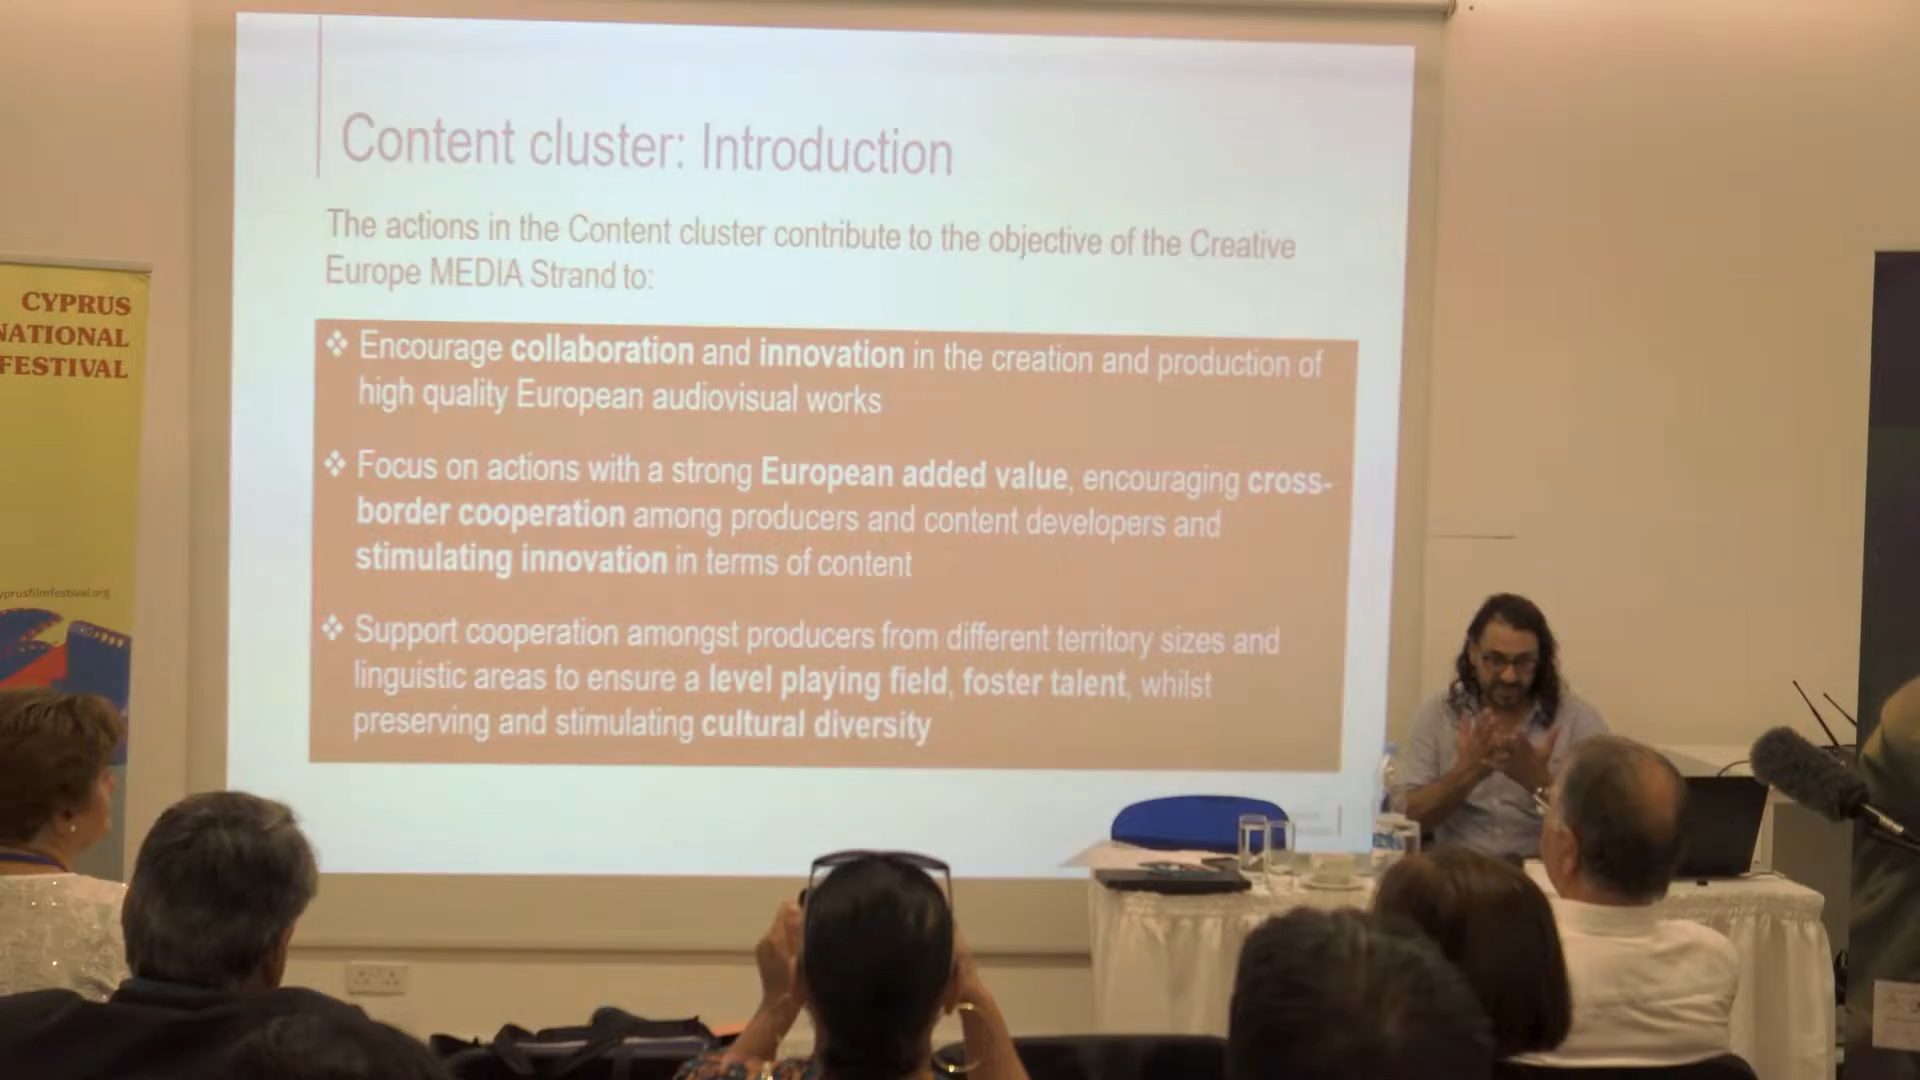 Content cluster: Introduction
The actions in the Content cluster contribute to the objective of the Creative
Europe MEDIA Strand to:
❖ Encourage collaboration and innovation in the creation and production of
high quality European audiovisual works
❖ Focus on actions with a strong European added value, encouraging cross-
border cooperation among producers and content developers and
stimulating innovation in terms of content
❖ Support cooperation amongst producers from different territory sizes and
linguistic areas to ensure a level playing field, foster talent, whilst
preserving and stimulating cultural diversity
CYPRUS
NATIONAL
FESTIVAL
yprusfilmfestival.org